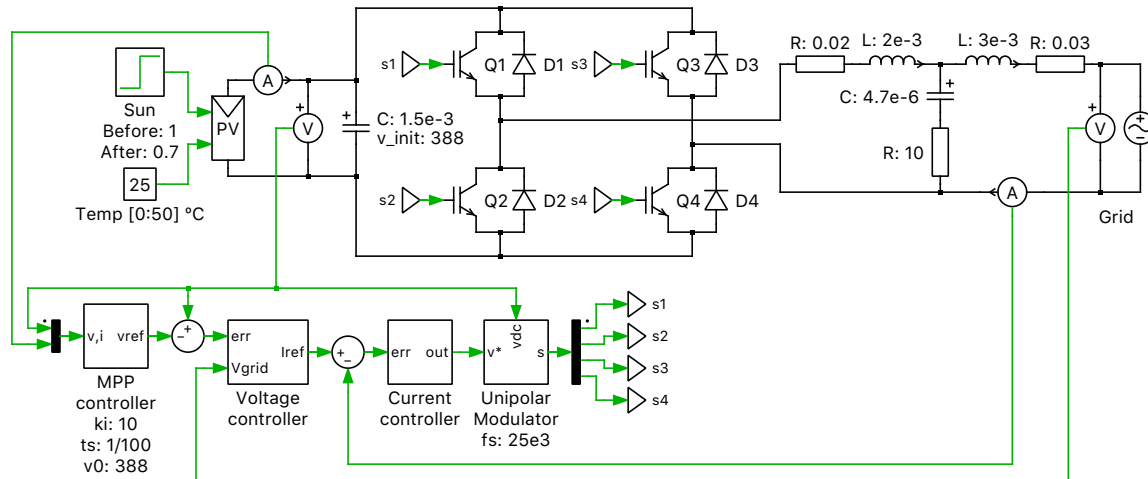 R: 0.02
L: 2e-3
L: 3e-3
R: 0.03
s1
Q1
D1
s3
Q3
D3
A
Sun
Before: 1
After: 0.7
PV
V
C: 1.5e-3
v_init: 388
C: 4.7e-6
V
R: 10
25
Temp [0:50] °C
s2
Q2
D2
s4
Q4
D4
A
Grid
v,i
vref
MPP
controller
ki: 10
ts: 1/100
v0: 388
err
Vgrid
Iref
Voltage
controller
err
out
Current
controller
vdc
v*
s
Unipolar
Modulator
fs: 25e3
s1
s2
s3
s4